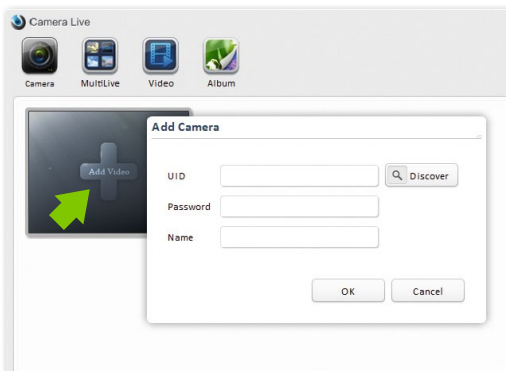 Camera Live
Camera MultiLive Video Album
Add Camera
Add Video
UID Discover
Password
Name
OK Cancel